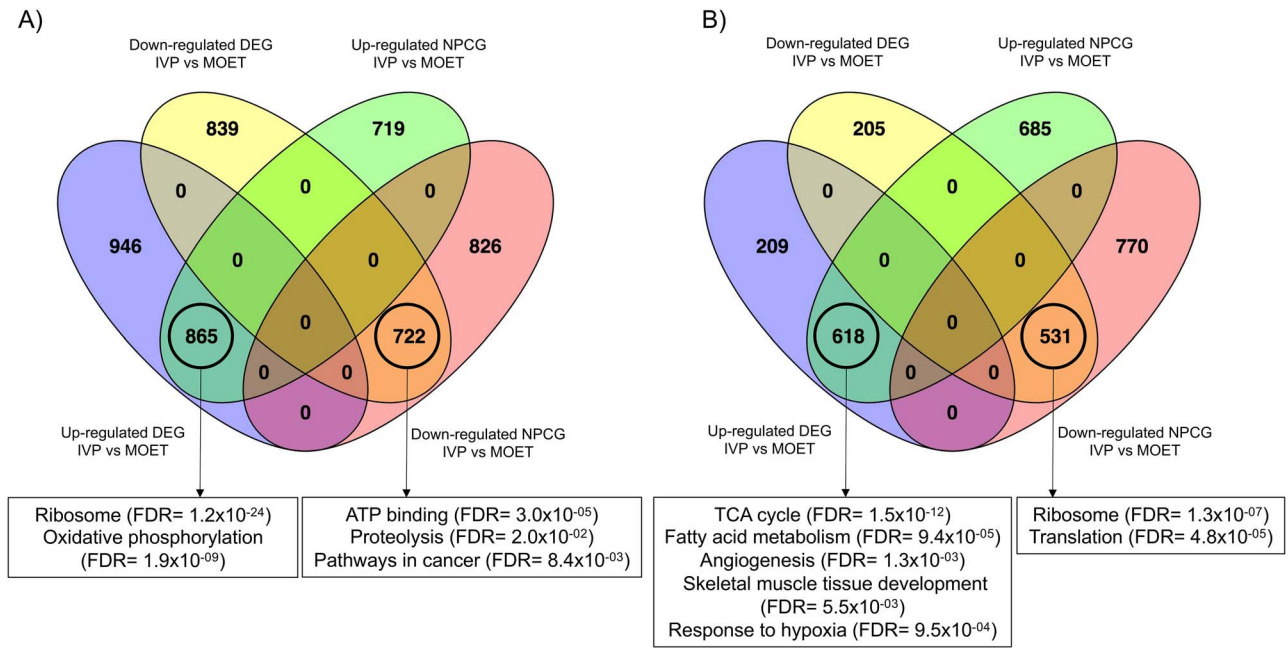 A)
Down-regulated DEG
IVP vs MOET
Up-regulated NPCG
IVP vs MOET
839
719
0
0
0
946
826
0
0
865
0
722
0
0
0
Up-regulated DEG
IVP vs MOET
Down-regulated NPCG
IVP vs MOET
Ribosome (FDR= 1.2x10-24)
Oxidative phosphorylation
(FDR= 1.9x10-09)
ATP binding (FDR= 3.0x10-05)
Proteolysis (FDR= 2.0x10-02)
Pathways in cancer (FDR= 8.4x10-03)
B)
Down-regulated DEG
IVP vs MOET
Up-regulated NPCG
IVP vs MOET
205
685
0
0
0
209
770
0
0
618
0
531
0
0
0
Up-regulated DEG
IVP vs MOET
Down-regulated NPCG
IVP vs MOET
TCA cycle (FDR= 1.5x10-12)
Fatty acid metabolism (FDR= 9.4x10-05)
Angiogenesis (FDR= 1.3x10-03)
Skeletal muscle tissue development
(FDR= 5.5x10-03)
Response to hypoxia (FDR= 9.5x10-04)
Ribosome (FDR= 1.3x10-07)
Translation (FDR= 4.8x10-05)